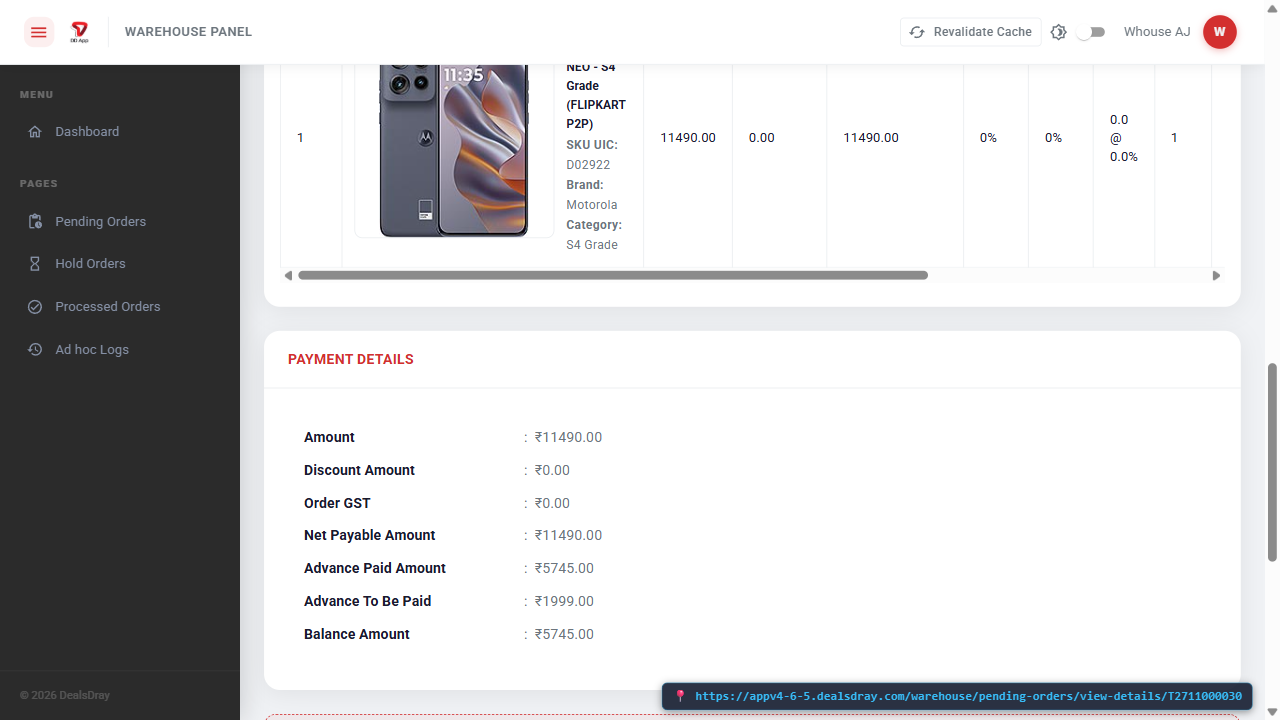 DD App
WAREHOUSE PANEL
Revalidate Cache
Whouse AJ
W
MENU
Dashboard
PAGES
Pending Orders
Hold Orders
Processed Orders
Ad hoc Logs
© 2026 DealsDray
1
11:35
NEO - S4
Grade
(FLIPKART
P2P)
SKU UIC:
D02922
Brand:
Motorola
Category:
S4 Grade
11490.00
0.00
11490.00
0%
0%
0.0
@
0.0%
1
PAYMENT DETAILS
Amount : ₹11490.00
Discount Amount : ₹0.00
Order GST : ₹0.00
Net Payable Amount : ₹11490.00
Advance Paid Amount : ₹5745.00
Advance To Be Paid : ₹1999.00
Balance Amount : ₹5745.00
https://appv4-6-5.dealsdray.com/warehouse/pending-orders/view-details/T2711000030